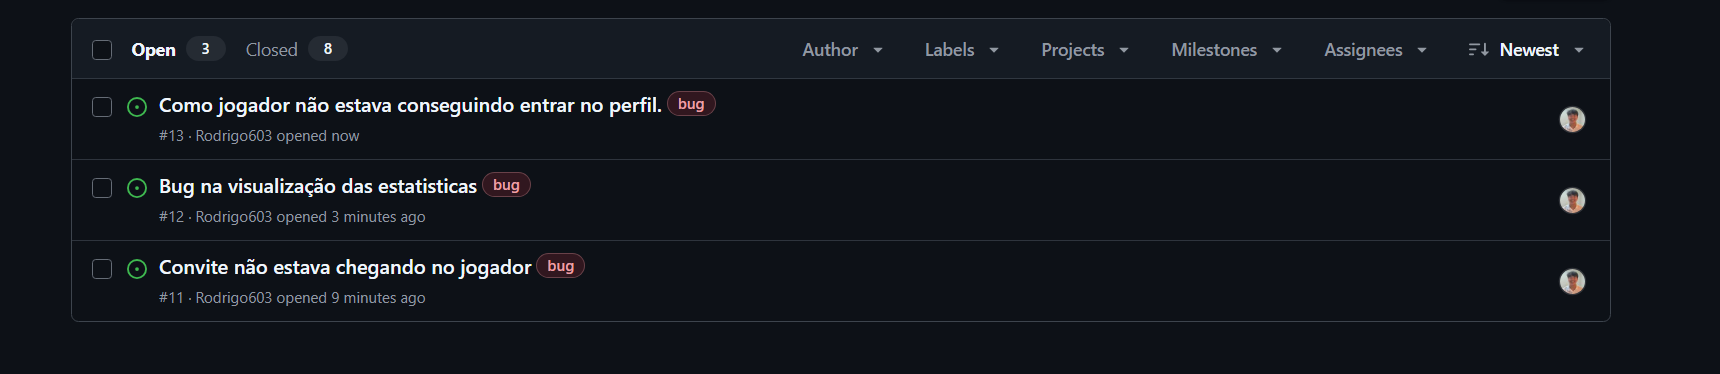 Open 3 Closed 8 Author Labels Projects Milestones Assignees Newest
Como jogador não estava conseguindo entrar no perfil. bug
#13 · Rodrigo603 opened now
Bug na visualização das estatisticas bug
#12 · Rodrigo603 opened 3 minutes ago
Convite não estava chegando no jogador bug
#11 · Rodrigo603 opened 9 minutes ago